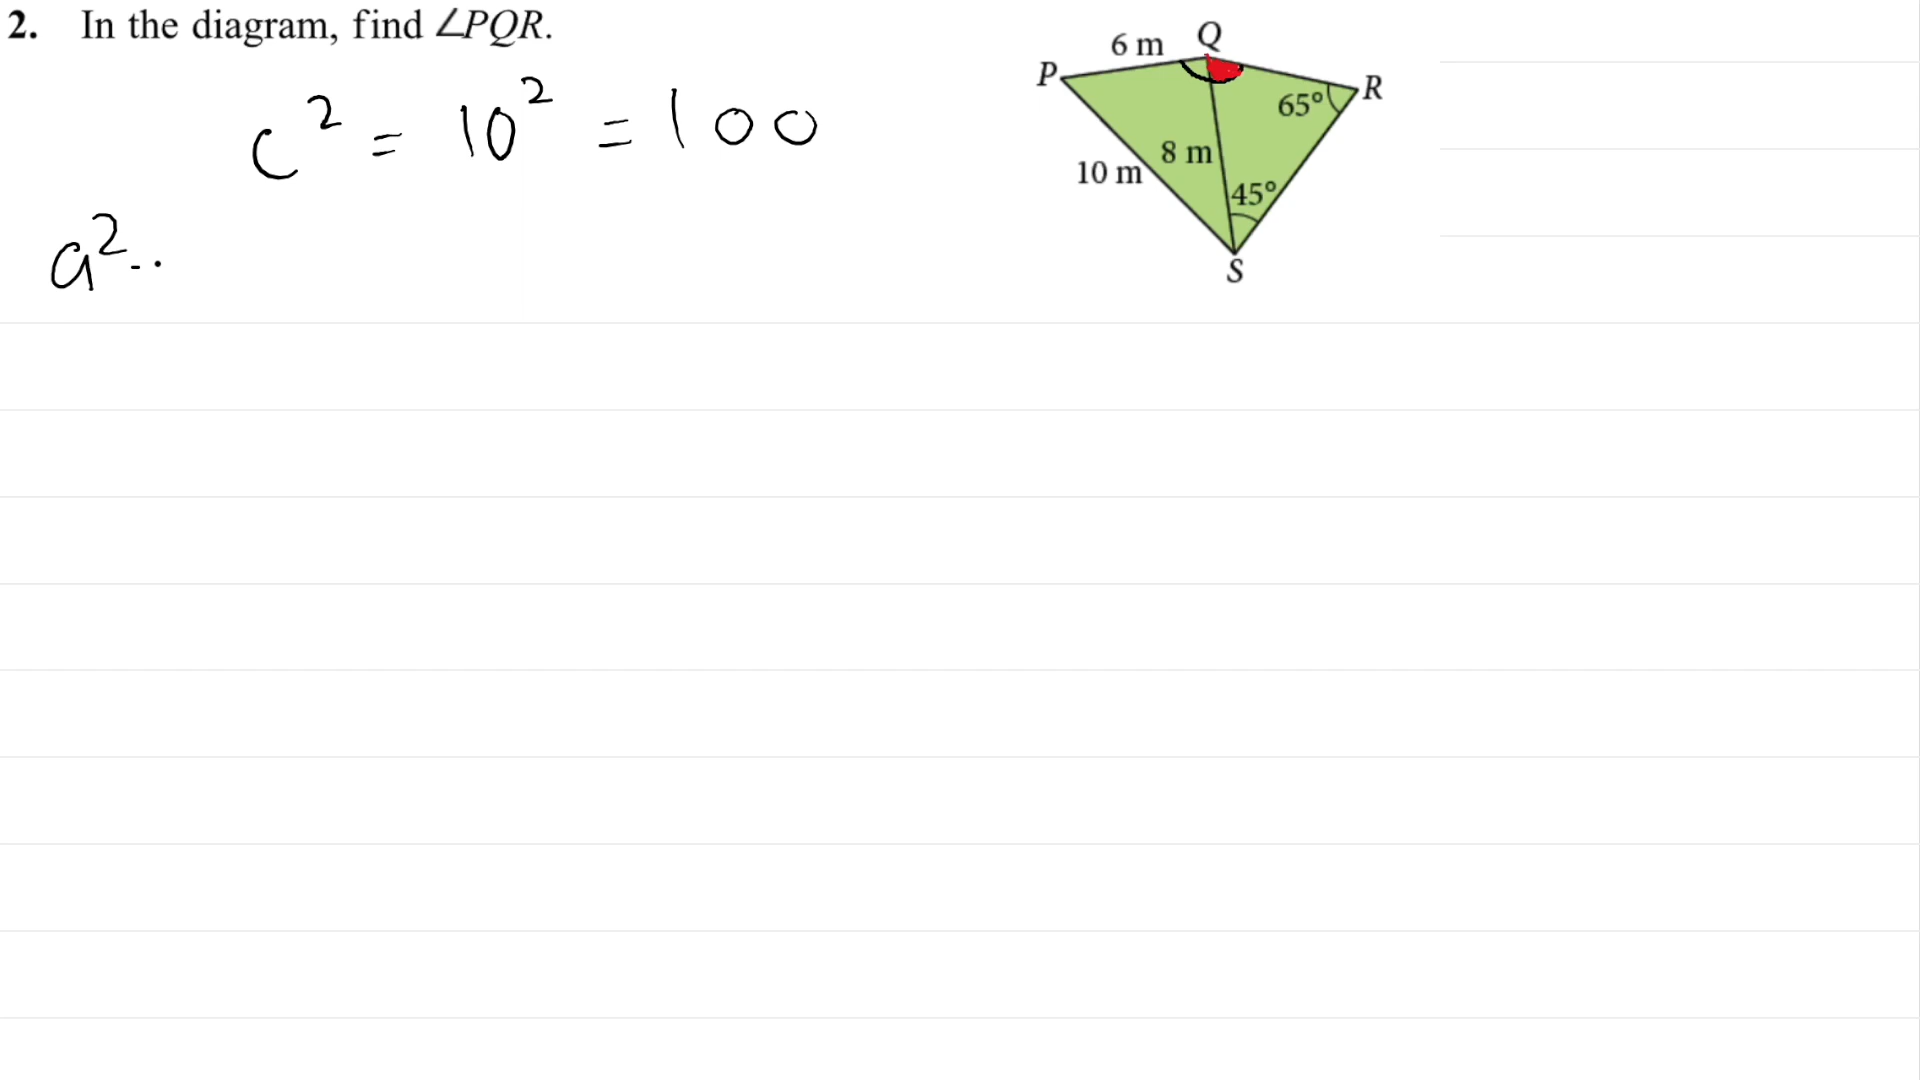 2. In the diagram, find ∠PQR.
c² = 10² = 100
a² - .
6 m Q
P
R
65°
8 m
10 m
45°
S